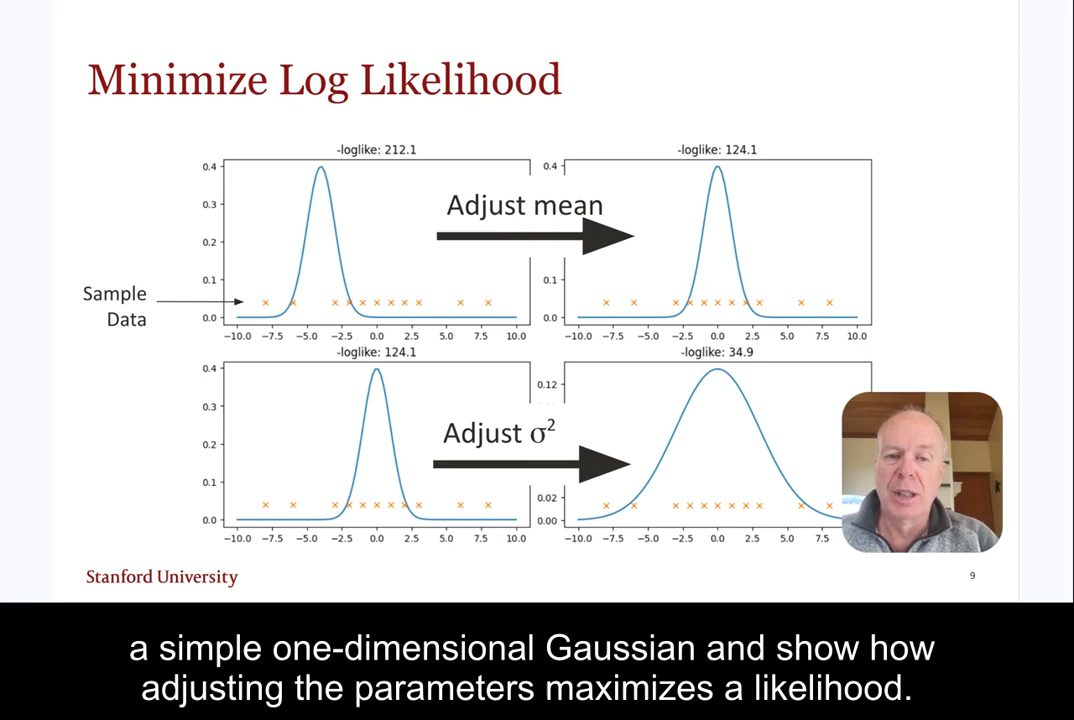 Minimize Log Likelihood
-loglike: 212.1
0.4
0.3
0.2
0.1
0.0
−10.0 −7.5 −5.0 −2.5 0.0 2.5 5.0 7.5 10.0
Adjust mean
-loglike: 124.1
0.4
0.1
0.0
−10.0 −7.5 −5.0 −2.5 0.0 2.5 5.0 7.5 10.0
Sample
Data
-loglike: 124.1
0.4
0.3
0.2
0.1
0.0
−10.0 −7.5 −5.0 −2.5 0.0 2.5 5.0 7.5 10.0
Adjust σ²
-loglike: 34.9
0.12
0.02
0.00
−10.0 −7.5 −5.0 −2.5 0.0 2.5 5.0 7.5
Stanford University
9
a simple one-dimensional Gaussian and show how
adjusting the parameters maximizes a likelihood.